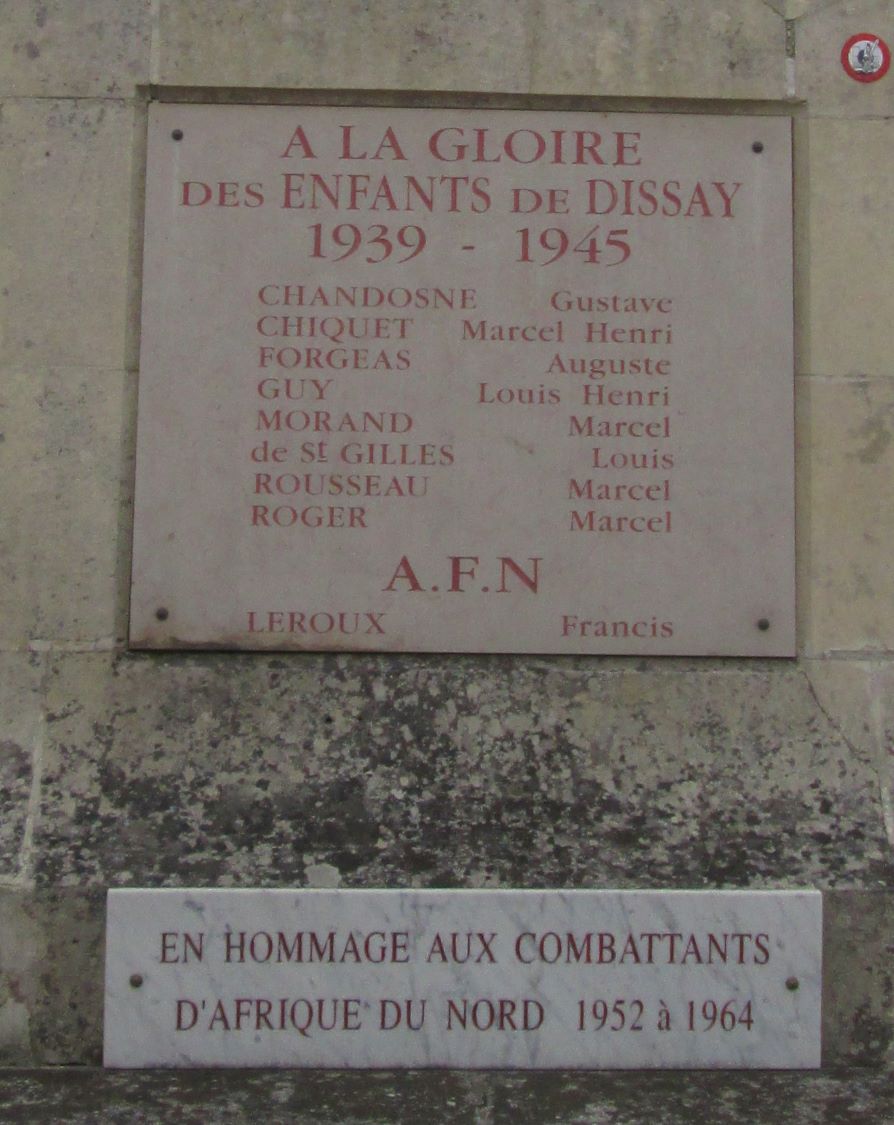 A LA GLOIRE
DES ENFANTS DE DISSAY
1939 - 1945
CHANDOSNE Gustave
CHIQUET Marcel Henri
FORGEAS Auguste
GUY Louis Henri
MORAND Marcel
de St GILLES Louis
ROUSSEAU Marcel
ROGER Marcel
A.F.N
LEROUX Francis
EN HOMMAGE AUX COMBATTANTS
D'AFRIQUE DU NORD 1952 à 1964